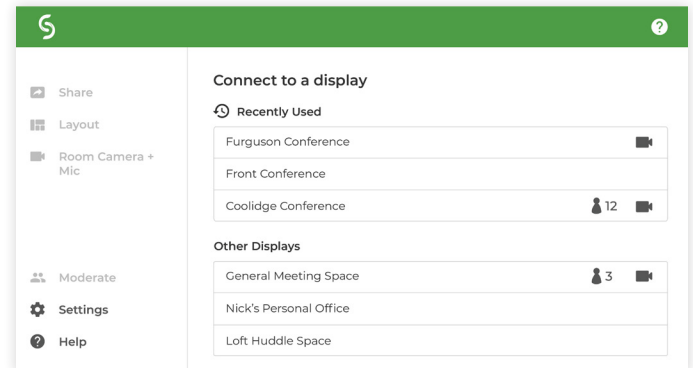 Share
Layout
Room Camera +
Mic
Moderate
Settings
Help
Connect to a display
Recently Used
Furguson Conference
Front Conference
Coolidge Conference 12
Other Displays
General Meeting Space 3
Nick's Personal Office
Loft Huddle Space